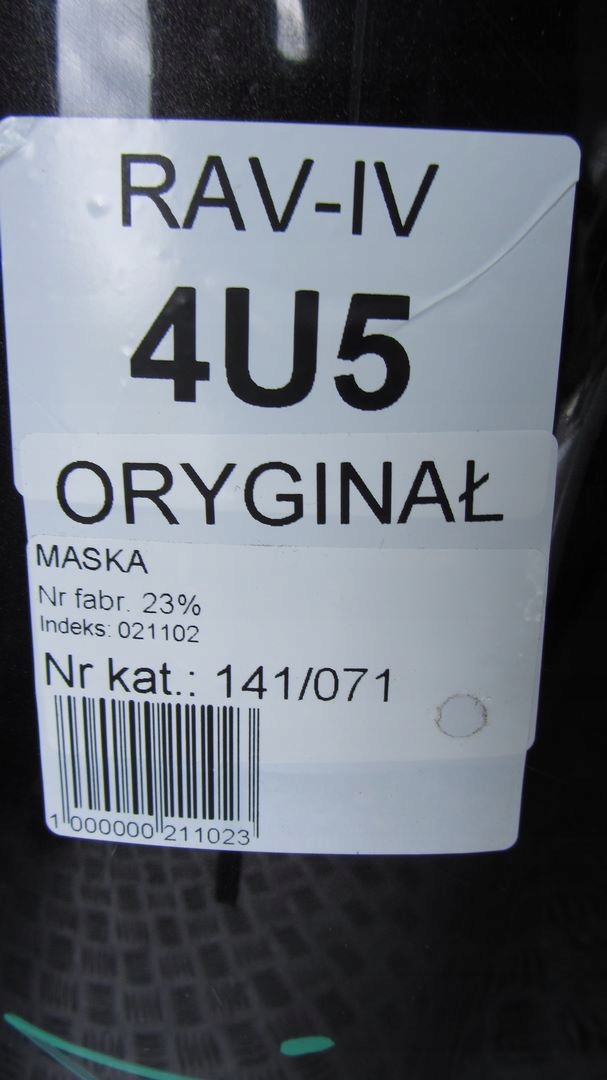 RAV-IV
4U5
ORYGINAŁ
MASKA
Nr fabr. 23%
Indeks: 021102
Nr kat.: 141/071
1 000000 211023